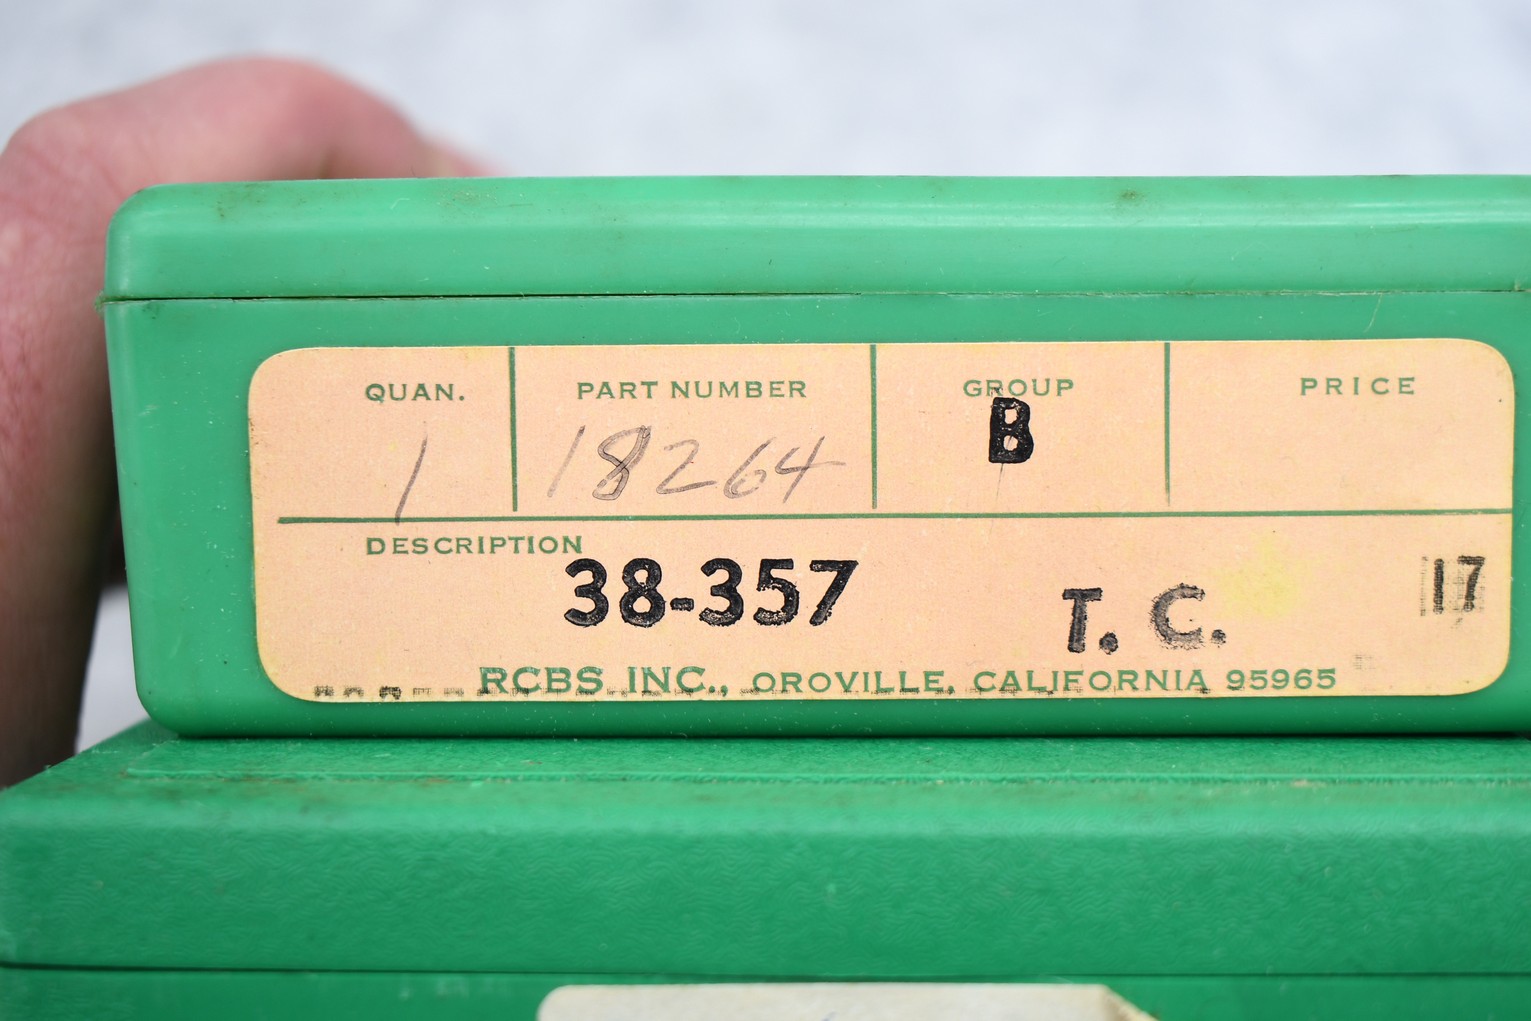 QUAN. PART NUMBER GROUP PRICE
1 18264 B
DESCRIPTION
38-357 T. C. 17
RCBS INC., OROVILLE, CALIFORNIA 95965